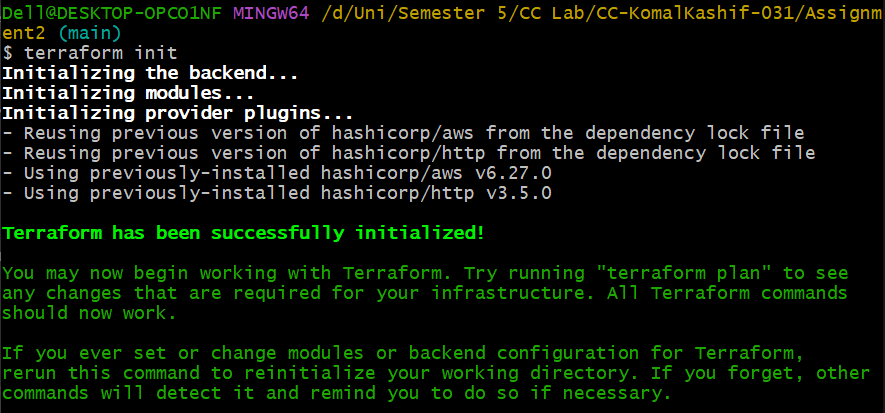 Dell@DESKTOP-OPCO1NF MINGW64 /d/Uni/Semester 5/CC Lab/CC-KomalKashif-031/Assignm
ent2 (main)
$ terraform init
Initializing the backend...
Initializing modules...
Initializing provider plugins...
- Reusing previous version of hashicorp/aws from the dependency lock file
- Reusing previous version of hashicorp/http from the dependency lock file
- Using previously-installed hashicorp/aws v6.27.0
- Using previously-installed hashicorp/http v3.5.0
Terraform has been successfully initialized!
You may now begin working with Terraform. Try running "terraform plan" to see
any changes that are required for your infrastructure. All Terraform commands
should now work.
If you ever set or change modules or backend configuration for Terraform,
rerun this command to reinitialize your working directory. If you forget, other
commands will detect it and remind you to do so if necessary.